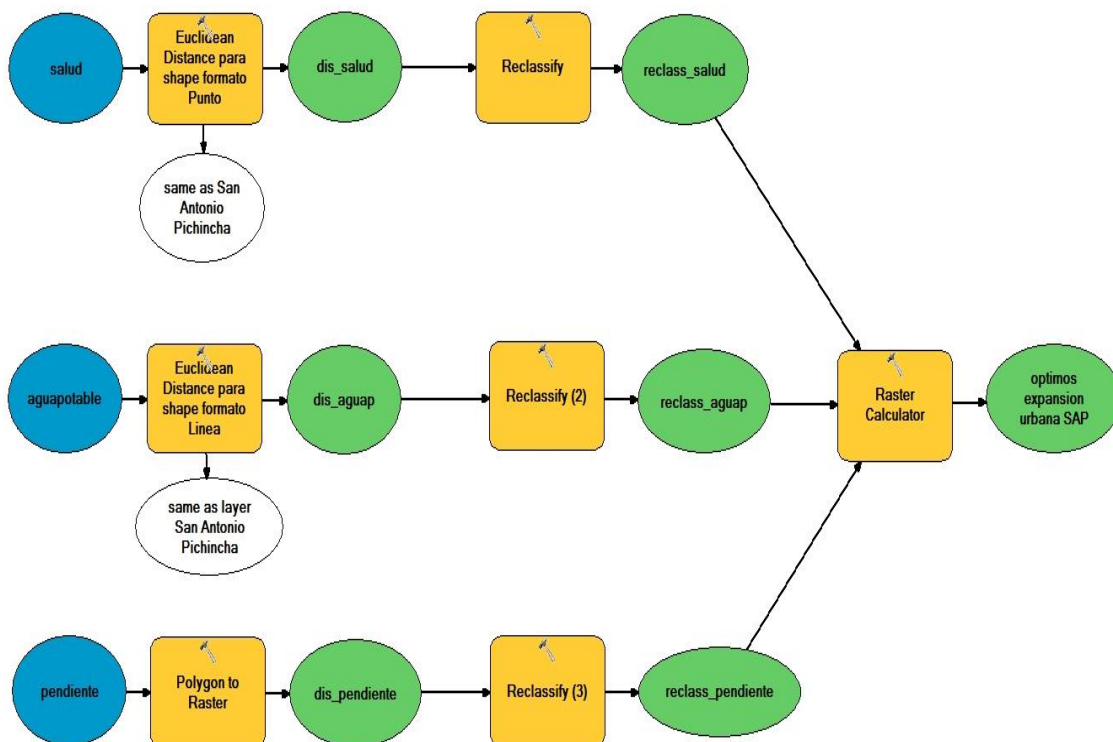 salud
Euclidean
Distance para
shape formato
Punto
dis_salud
Reclassify
reclass_salud
same as San
Antonio
Pichincha
aguapotable
Euclidean
Distance para
shape formato
Linea
dis_aguap
Reclassify (2)
reclass_aguap
Raster
Calculator
optimos
expansion
urbana SAP
same as layer
San Antonio
Pichincha
pendiente
Polygon to
Raster
dis_pendiente
Reclassify (3)
reclass_pendiente